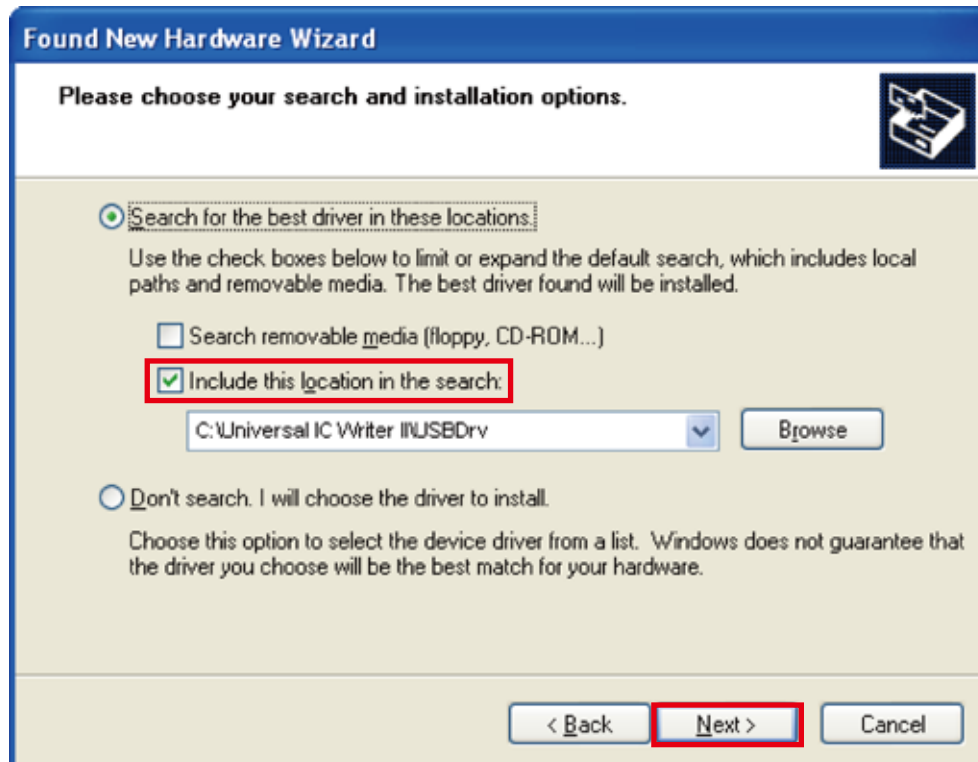 Found New Hardware Wizard
Please choose your search and installation options.
Search for the best driver in these locations.
Use the check boxes below to limit or expand the default search, which includes local
paths and removable media. The best driver found will be installed.
Search removable media (floppy, CD-ROM...)
Include this location in the search:
C:\Universal IC Writer II\USBDrv
Browse
Don't search. I will choose the driver to install.
Choose this option to select the device driver from a list. Windows does not guarantee that
the driver you choose will be the best match for your hardware.
< Back
Next >
Cancel